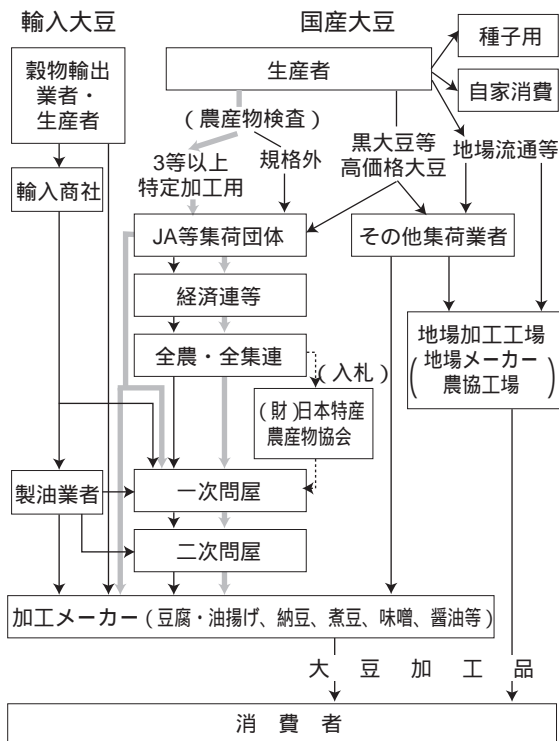 輸入大豆
国産大豆
穀物輸出
業者・
生産者
生産者
種子用
自家消費
(農産物検査)
3等以上
特定加工用
規格外
黒大豆等
高価格大豆
地場流通等
輸入商社
JA等集荷団体
その他集荷業者
経済連等
全農・全集連
(入札)
(財)日本特産
農産物協会
地場加工工場
(地場メーカー)
農協工場
製油業者
一次問屋
二次問屋
加工メーカー(豆腐・油揚げ、納豆、煮豆、味噌、醤油等)
大豆加工品
消費者